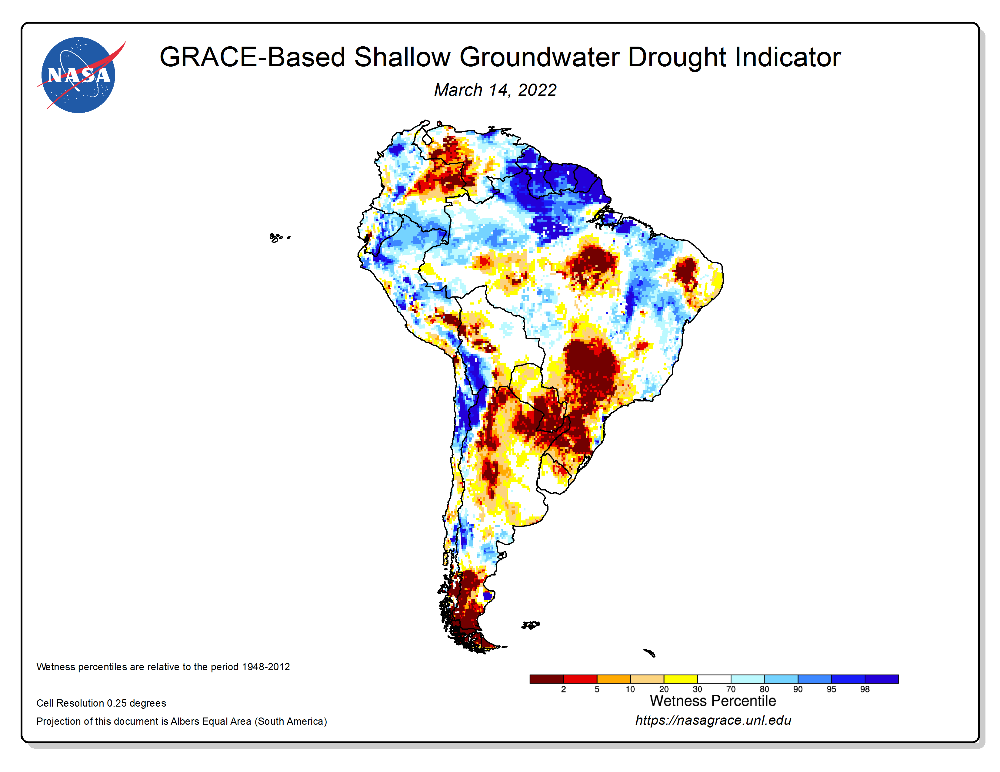 NASA
GRACE-Based Shallow Groundwater Drought Indicator
March 14, 2022
Wetness percentiles are relative to the period 1948-2012
Cell Resolution 0.25 degrees
Projection of this document is Albers Equal Area (South America)
2 5 10 20 30 70 80 90 95 98
Wetness Percentile
https://nasagrace.unl.edu